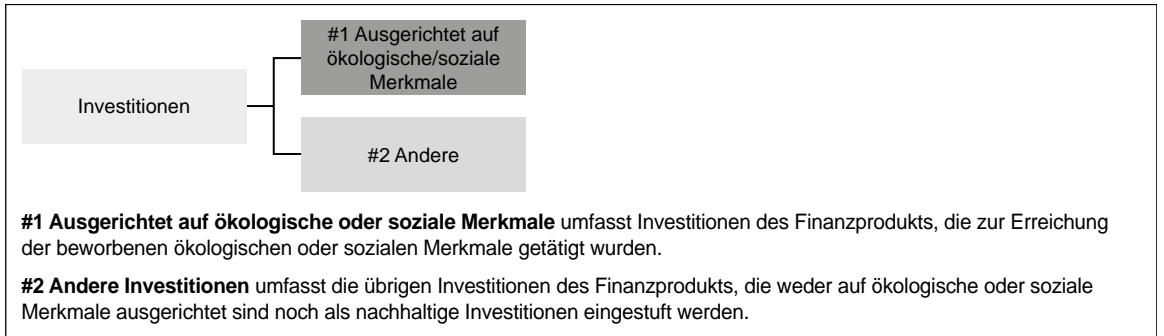 #1 Ausgerichtet auf
ökologische/soziale
Merkmale
Investitionen
#2 Andere
#1 Ausgerichtet auf ökologische oder soziale Merkmale umfasst Investitionen des Finanzprodukts, die zur Erreichung
der beworbenen ökologischen oder sozialen Merkmale getätigt wurden.
#2 Andere Investitionen umfasst die übrigen Investitionen des Finanzprodukts, die weder auf ökologische oder soziale
Merkmale ausgerichtet sind noch als nachhaltige Investitionen eingestuft werden.